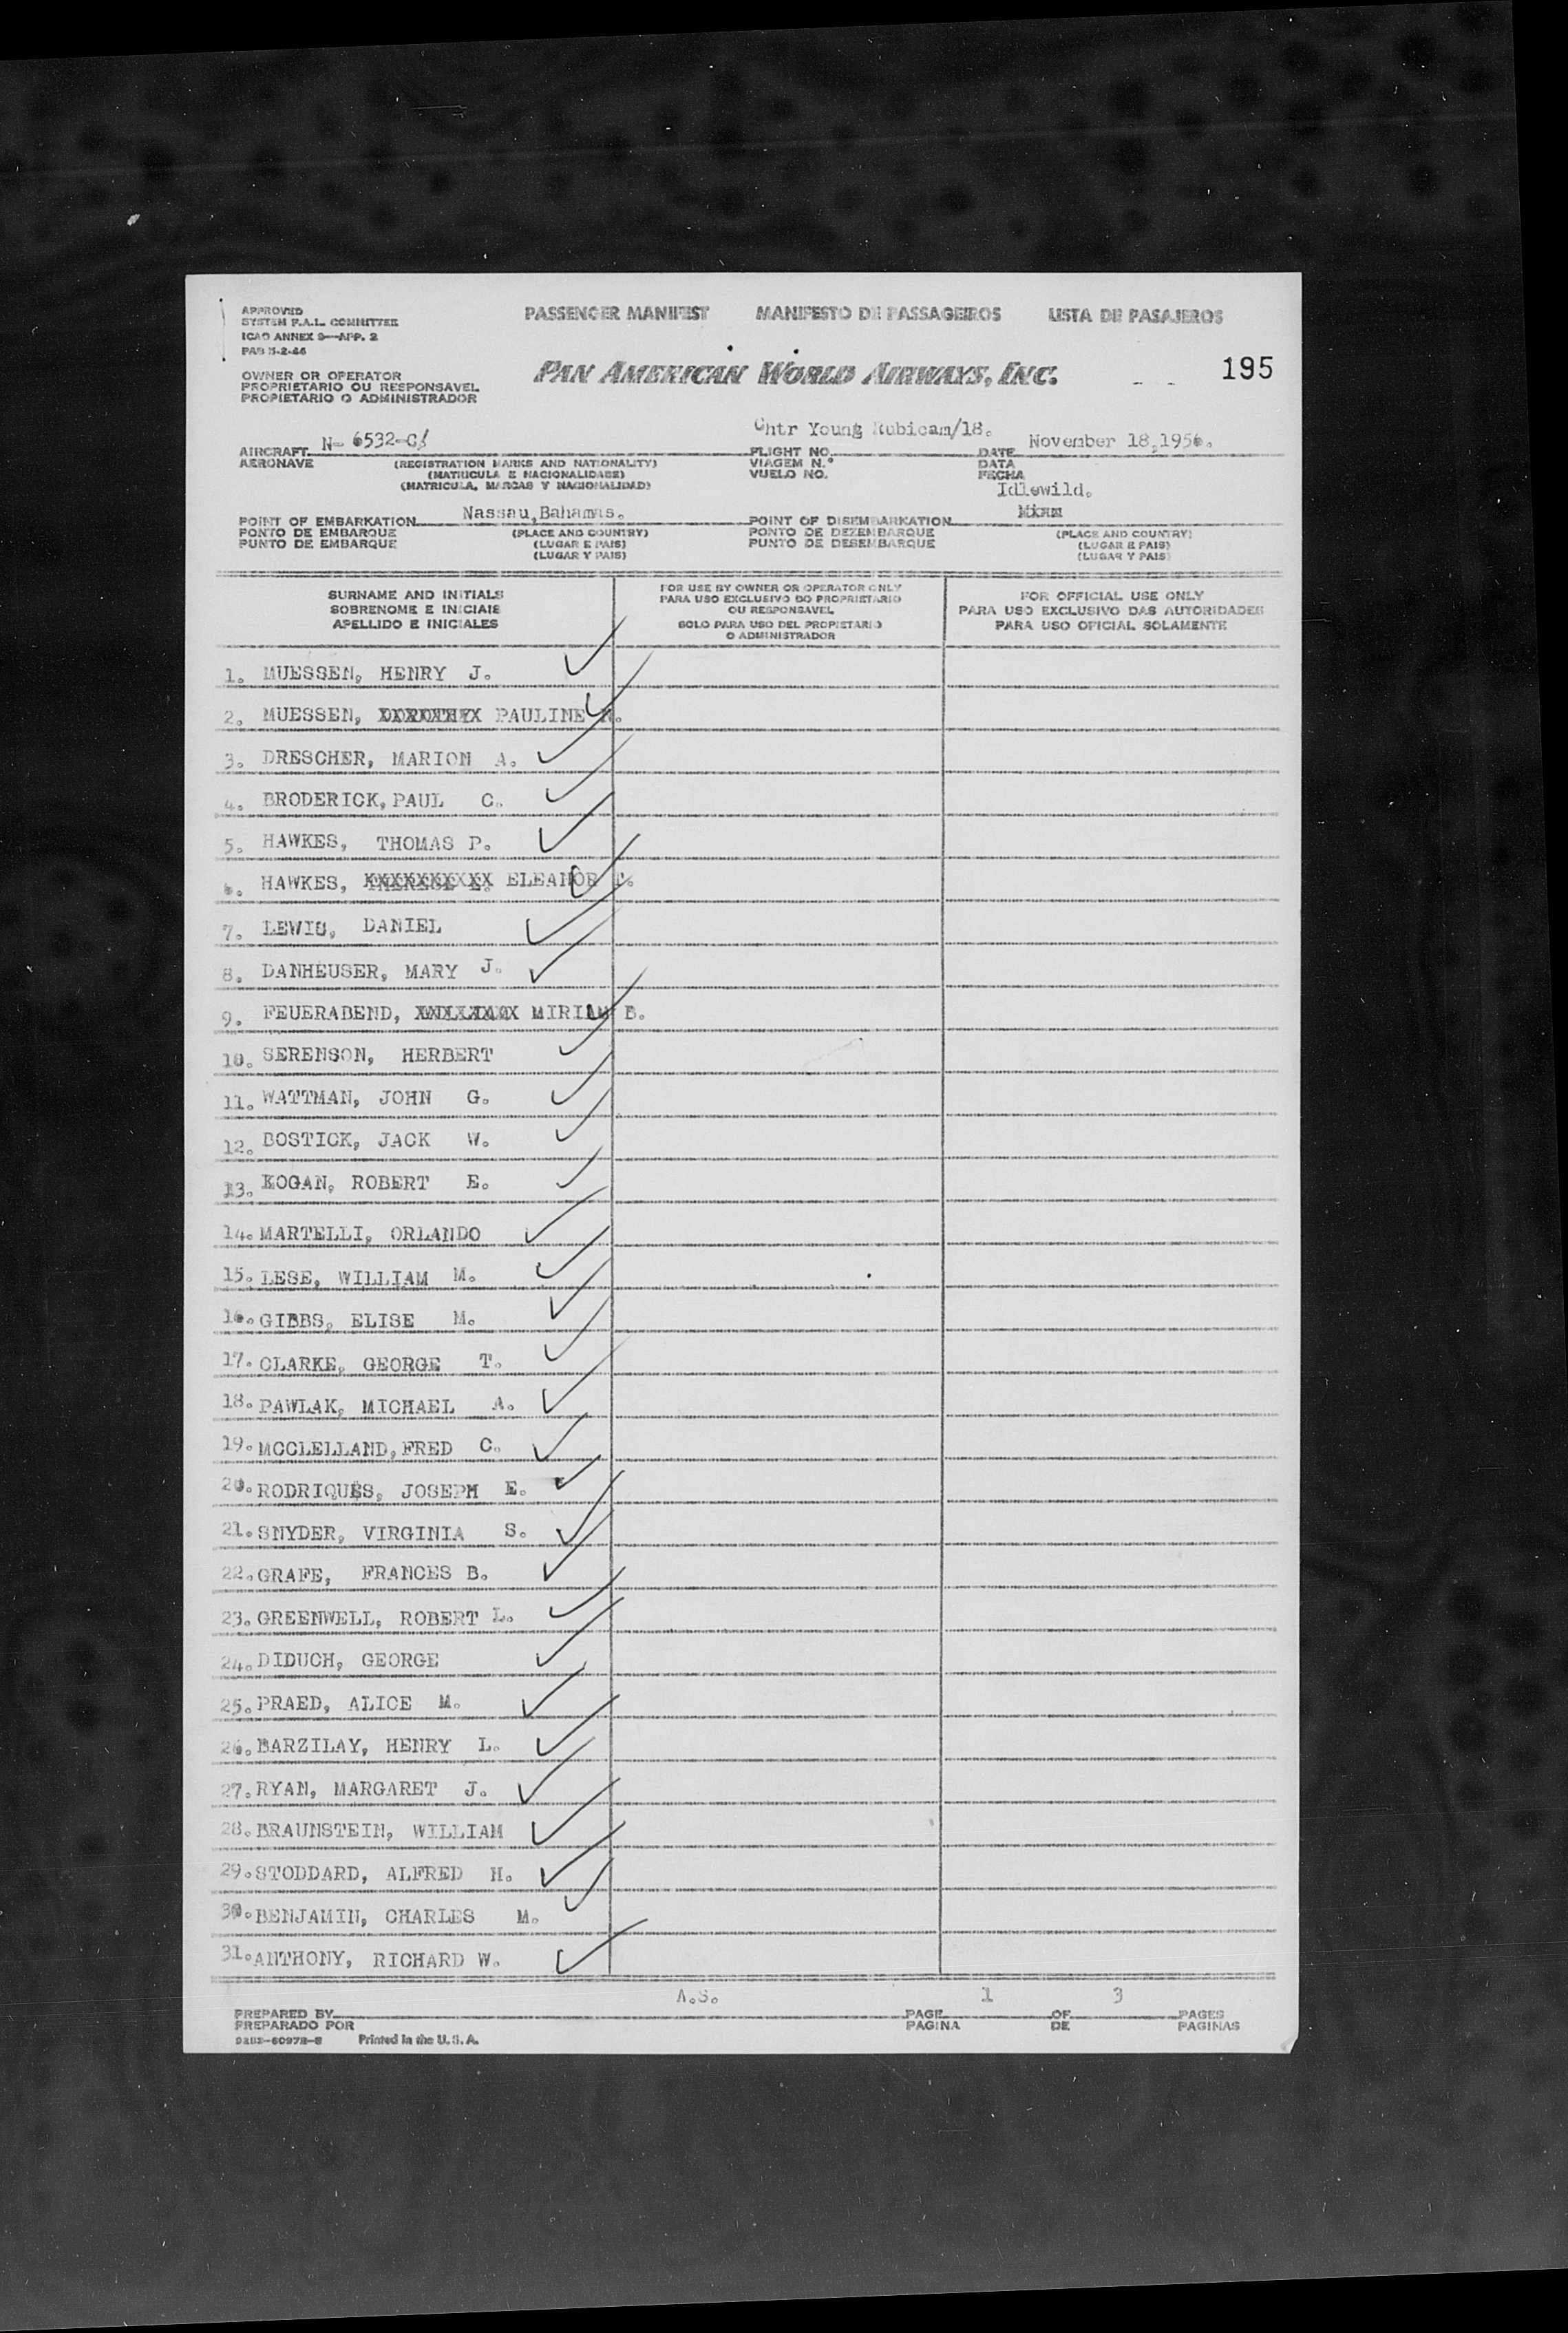 APPROVED
SYSTEM F.A.L. COMMITTEE
ICAO ANNEX 9—APP. 2
PAS 11-2-44
PASSENGER MANIFEST MANIFESTO DE PASSAGEIROS LISTA DE PASAJEROS
OWNER OR OPERATOR
PROPRIETARIO OU RESPONSAVEL
PROPIETARIO O ADMINISTRADOR
PAN AMERICAN WORLD AIRWAYS, INC.
195
AIRCRAFT N- 6532-C/
AERONAVE
(REGISTRATION MARKS AND NATIONALITY)
(MATRICULA E NACIONALIDADE)
(MATRICULA, MARCAS Y NACIONALIDAD)
Chtr Young Rubicam/18.
FLIGHT NO.
VIAGEM N.º
VUELO NO.
November 18,1956.
DATE
DATA
FECHA
POINT OF EMBARKATION Nassau,Bahamas.
PONTO DE EMBARQUE
PUNTO DE EMBARQUE
(PLACE AND COUNTRY)
(LUGAR E PAIS)
(LUGAR Y PAIS)
Idlewild.
POINT OF DISEMBARKATION
PONTO DE DEZEMBARQUE
PUNTO DE DESEMBARQUE
(PLACE AND COUNTRY)
(LUGAR E PAIS)
(LUGAR Y PAIS)
SURNAME AND INITIALS
SOBRENOME E INICIAIS
APELLIDO E INICIALES
FOR USE BY OWNER OR OPERATOR ONLY
PARA USO EXCLUSIVO DO PROPRIETARIO
OU RESPONSAVEL
SOLO PARA USO DEL PROPIETARIO
O ADMINISTRADOR
FOR OFFICIAL USE ONLY
PARA USO EXCLUSIVO DAS AUTORIDADES
PARA USO OFICIAL SOLAMENTE
1. MUESSEN, HENRY J.
2. MUESSEN, PAULINE
3. DRESCHER, MARION A.
4. BRODERICK,PAUL C.
5. HAWKES, THOMAS P.
6. HAWKES, ELEANOR
7. LEWIS, DANIEL
8. DANHEUSER, MARY J.
9. FEUERABEND, MIRIAM B.
10. SERENSON, HERBERT
11. WATTMAN, JOHN G.
12. BOSTICK, JACK W.
13. KOGAN, ROBERT E.
14. MARTELLI, ORLANDO
15. LESE, WILLIAM M.
16. GIBBS, ELISE M.
17. CLARKE, GEORGE T.
18. PAWLAK, MICHAEL A.
19. MCCLELLAND,FRED C.
20. RODRIQUES, JOSEPH E.
21. SNYDER, VIRGINIA S.
22. GRAFE, FRANCES B.
23. GREENWELL, ROBERT L.
24. DIDUCH, GEORGE
25. PRAED, ALICE M.
26. BARZILAY, HENRY L.
27. RYAN, MARGARET J.
28. BRAUNSTEIN, WILLIAM
29. STODDARD, ALFRED H.
30. BENJAMIN, CHARLES M.
31. ANTHONY, RICHARD W.
PREPARED BY A.S.
PREPARADO POR
PAGE 1 OF 3 PAGES
PAGINA DE PAGINAS
Printed in the U.S.A.